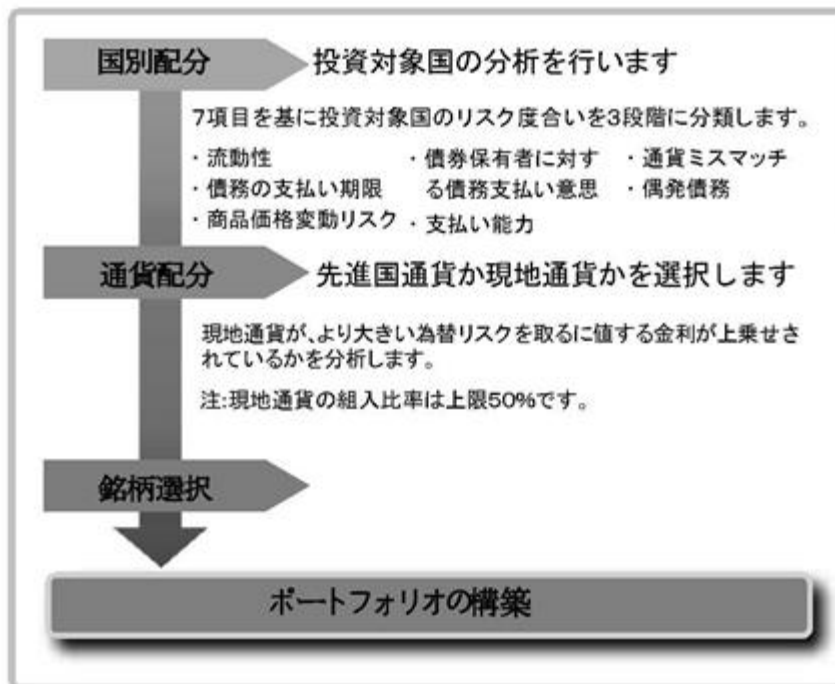 国別配分
投資対象国の分析を行います
7項目を基に投資対象国のリスク度合いを3段階に分類します。
・流動性
・債務の支払い期限
・商品価格変動リスク
・債券保有者に対す
る債務支払い意思
・支払い能力
・通貨ミスマッチ
・偶発債務
通貨配分
先進国通貨か現地通貨かを選択します
現地通貨が、より大きい為替リスクを取るに値する金利が上乗せさ
れているかを分析します。
注:現地通貨の組入比率は上限50%です。
銘柄選択
ポートフォリオの構築